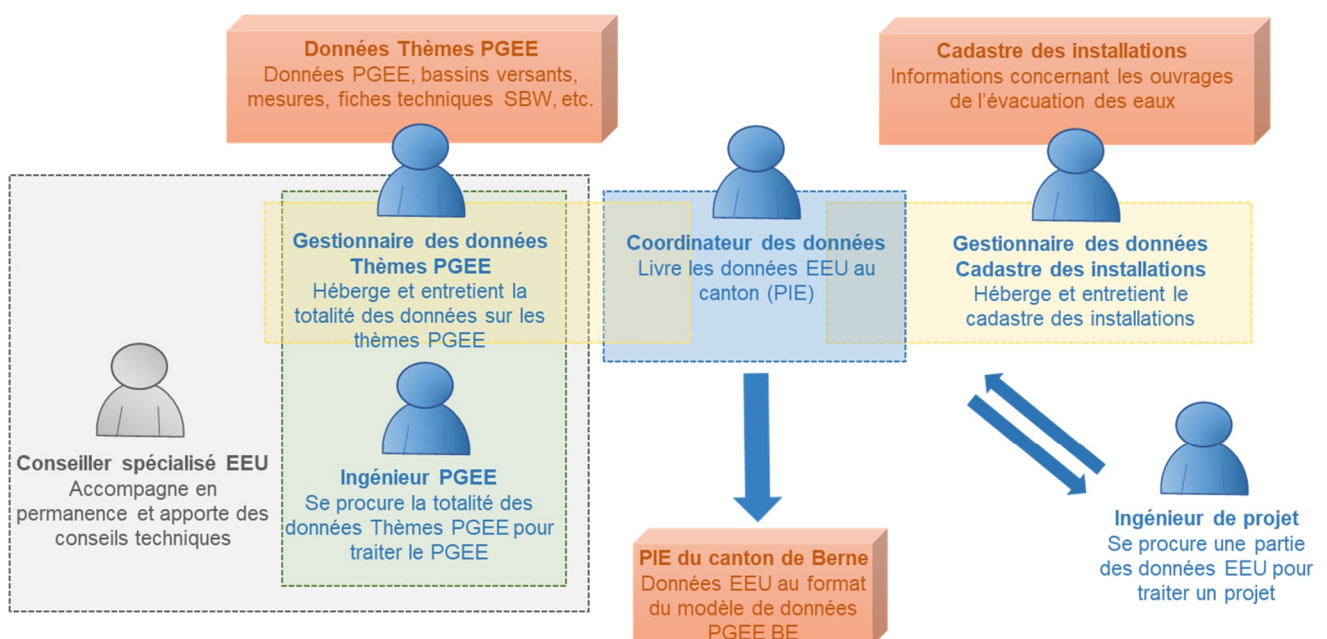 Données Thèmes PGEE
Données PGEE, bassins versants,
mesures, fiches techniques SBW, etc.
Cadastre des installations
Informations concernant les ouvrages
de l'évacuation des eaux
Gestionnaire des données
Thèmes PGEE
Héberge et entretient la
totalité des données sur les
thèmes PGEE
Coordinateur des données
Livre les données EEU au
canton (PIE)
Gestionnaire des données
Cadastre des installations
Héberge et entretient le
cadastre des installations
Conseiller spécialisé EEU
Accompagne en
permanence et apporte des
conseils techniques
Ingénieur PGEE
Se procure la totalité des
données Thèmes PGEE pour
traiter le PGEE
PIE du canton de Berne
Données EEU au format
du modèle de données
PGEE BE
Ingénieur de projet
Se procure une partie
des données EEU pour
traiter un projet